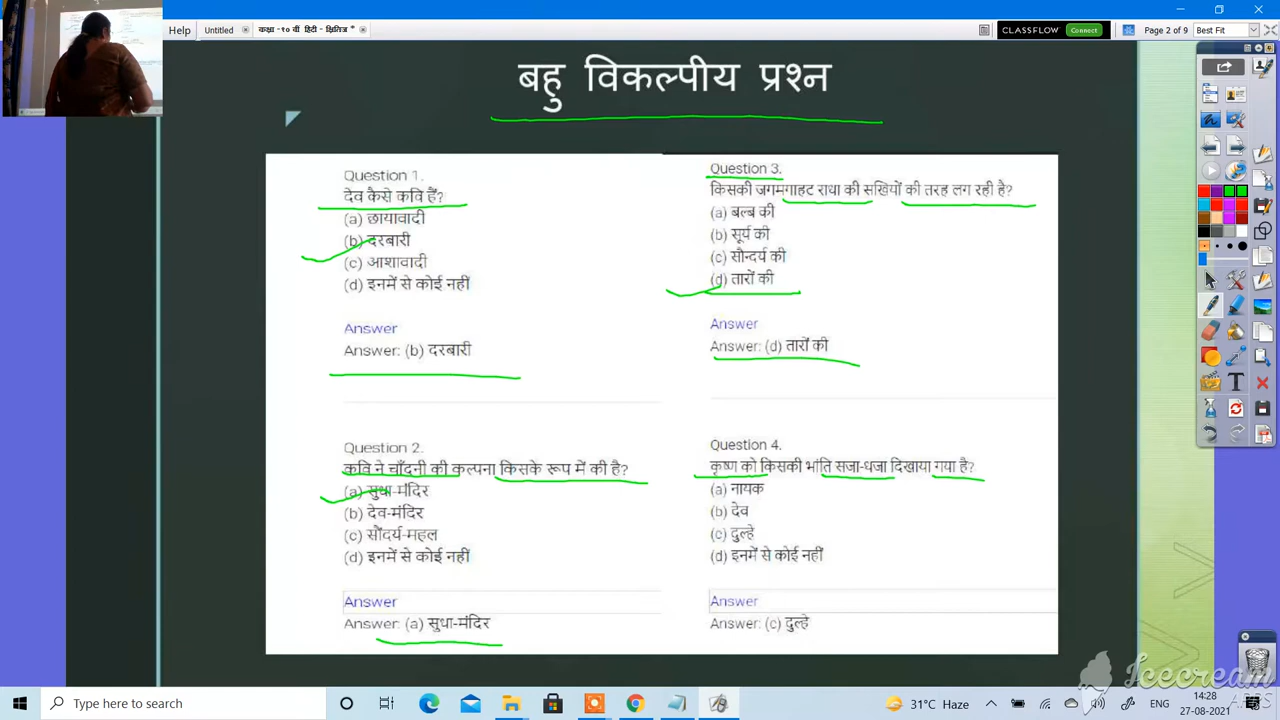 Help
Untitled
कक्षा -१० वीं हिंदी - क्षितिज *
CLASSFLOW
Connect
Page 2 of 9
Best Fit
बहु विकल्पीय प्रश्न
Question 1.
देव कैसे कवि हैं?
(a) छायावादी
(b) दरबारी
(c) आशावादी
(d) इनमें से कोई नहीं
Answer
Answer: (b) दरबारी
Question 2.
कवि ने चाँदनी की कल्पना किसके रूप में की है?
(a) सुधा-मंदिर
(b) देव-मंदिर
(c) सौंदर्य-महल
(d) इनमें से कोई नहीं
Answer
Answer: (a) सुधा-मंदिर
Question 3.
किसकी जगमगाहट राधा की सखियों की तरह लग रही है?
(a) बल्ब की
(b) सूर्य की
(c) सौन्दर्य की
(d) तारों की
Answer
Answer: (d) तारों की
Question 4.
कृष्ण को किसकी भांति सजा-धजा दिखाया गया है?
(a) नायक
(b) देव
(c) दुल्हे
(d) इनमें से कोई नहीं
Answer
Answer: (c) दुल्हे
Icecream
Type here to search
31°C Haze
ENG
14:28
27-08-2021